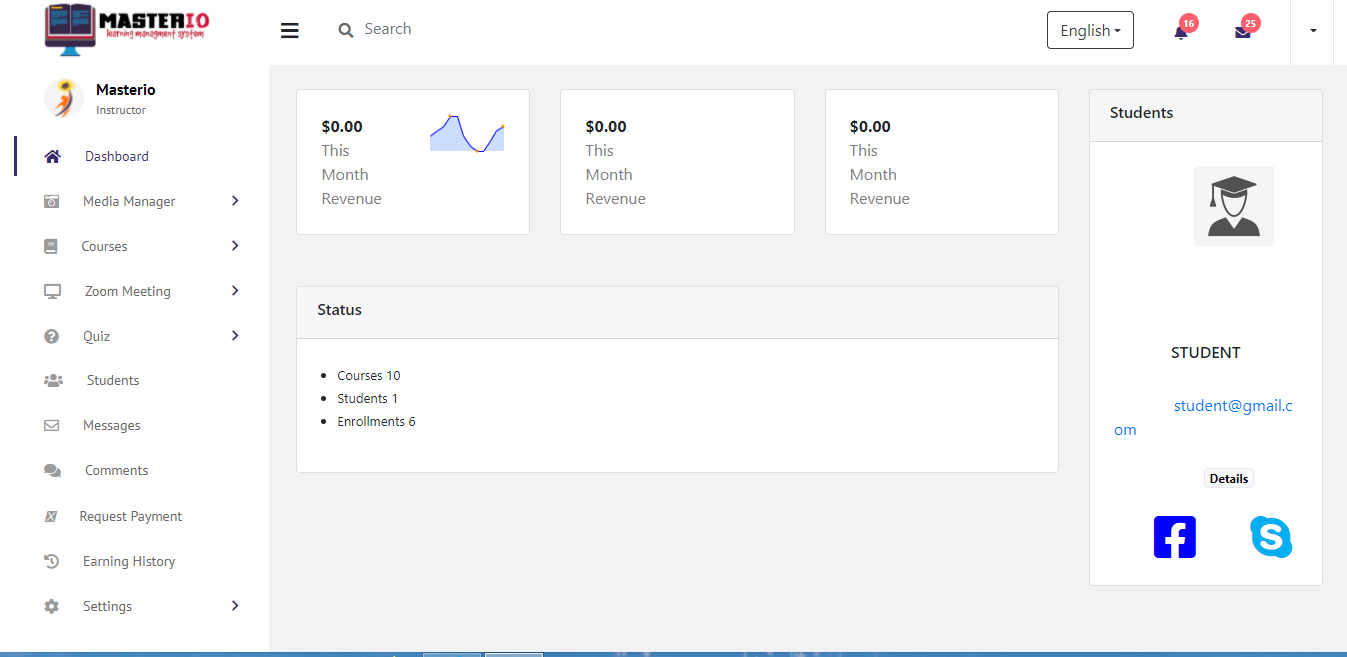 MASTERIO
learning managment system
Search
English
16
25
Masterio
Instructor
Dashboard
Media Manager
Courses
Zoom Meeting
Quiz
Students
Messages
Comments
Request Payment
Earning History
Settings
$0.00
This
Month
Revenue
$0.00
This
Month
Revenue
$0.00
This
Month
Revenue
Status
Courses 10
Students 1
Enrollments 6
Students
STUDENT
student@gmail.c
om
Details